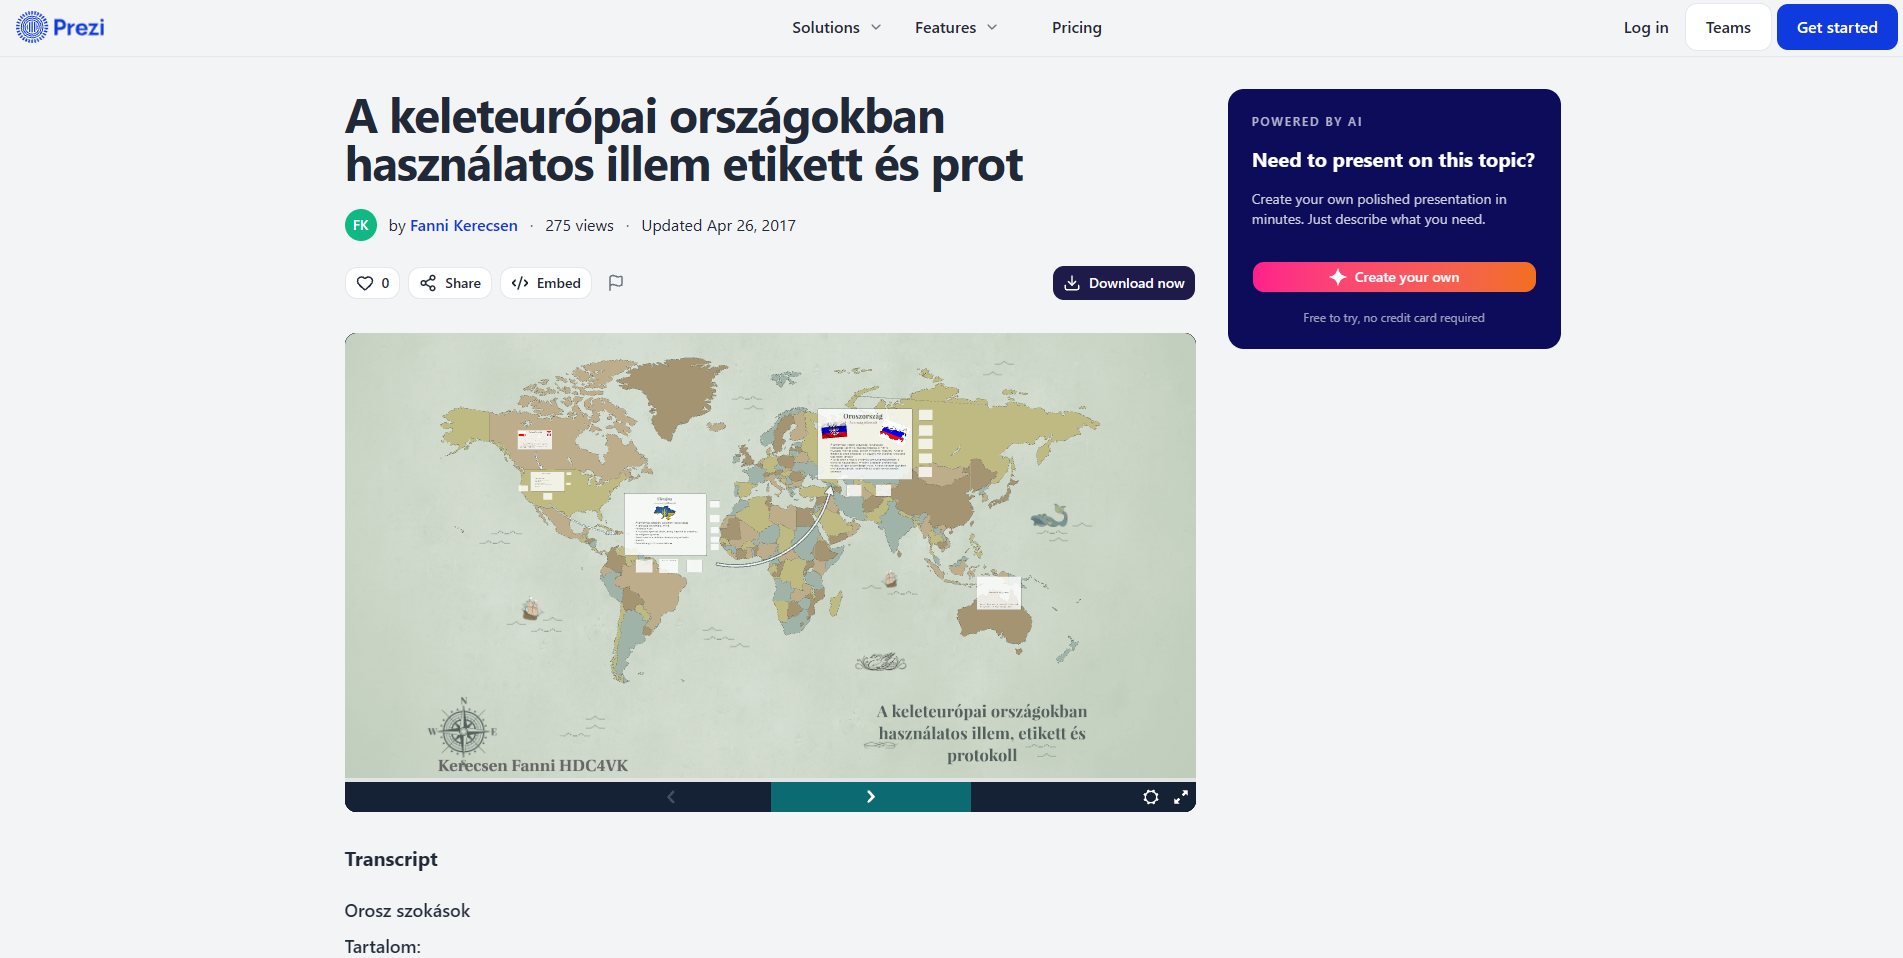 Prezi
Solutions
Features
Pricing
Log in
Teams
Get started
A keleteurópai országokban
használatos illem etikett és prot
FK
by Fanni Kerecsen · 275 views · Updated Apr 26, 2017
0
Share
Embed
Download now
POWERED BY AI
Need to present on this topic?
Create your own polished presentation in
minutes. Just describe what you need.
Create your own
Free to try, no credit card required
Oroszország
Ukrajna
N
W
E
A keleteurópai országokban
használatos illem, etikett és
protokoll
Kerecsen Fanni HDC4VK
Transcript
Orosz szokások
Tartalom: